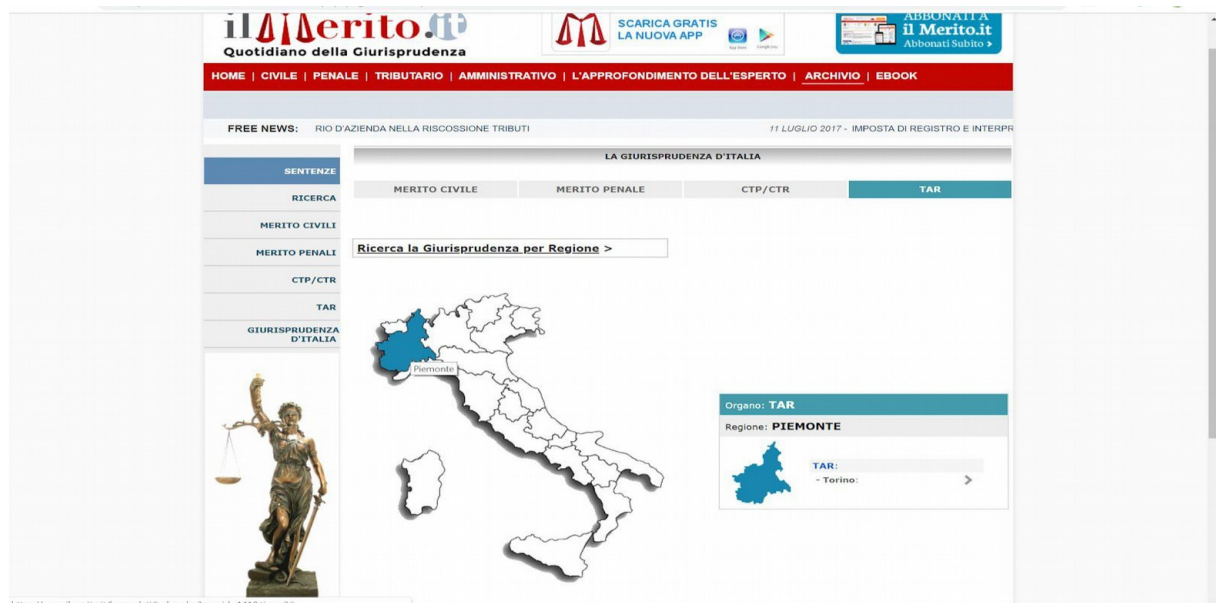 ilMerito.it
Quotidiano della Giurisprudenza
SCARICA GRATIS
LA NUOVA APP
ABBONATI A
il Merito.it
Abbonati Subito >
HOME | CIVILE | PENALE | TRIBUTARIO | AMMINISTRATIVO | L'APPROFONDIMENTO DELL'ESPERTO | ARCHIVIO | EBOOK
FREE NEWS: RIO D'AZIENDA NELLA RISCOSSIONE TRIBUTI 11 LUGLIO 2017 - IMPOSTA DI REGISTRO E INTERPR
SENTENZE
RICERCA
MERITO CIVILI
MERITO PENALI
CTP/CTR
TAR
GIURISPRUDENZA
D'ITALIA
LA GIURISPRUDENZA D'ITALIA
MERITO CIVILE MERITO PENALE CTP/CTR TAR
Ricerca la Giurisprudenza per Regione >
Piemonte
Organo: TAR
Regione: PIEMONTE
TAR:
- Torino: >